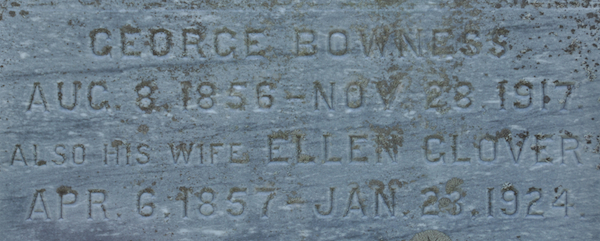 GEORGE BOWNESS
AUG. 8, 1856 – NOV. 28 1917
ALSO HIS WIFE ELLEN GLOVER
APR. 6, 1857 – JAN. 23, 1924